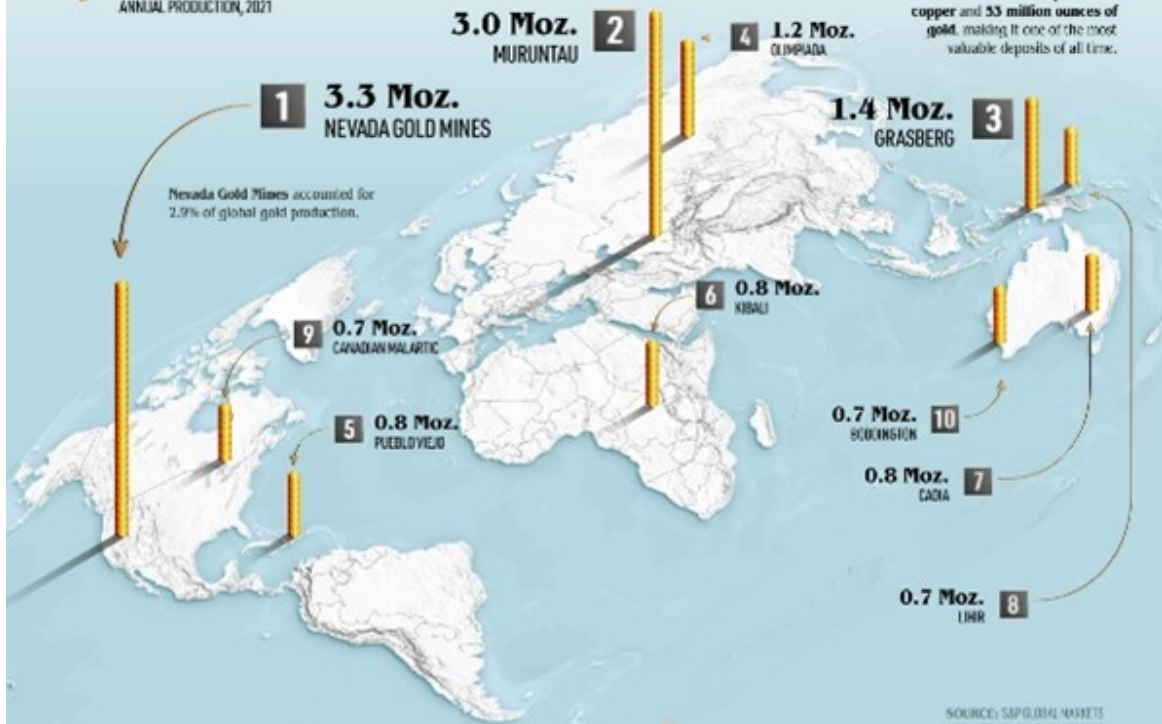 ANNUAL PRODUCTION, 2021
copper and 53 million ounces of
gold, making it one of the most
valuable deposits of all time.
3.0 Moz.
MURUNTAU
2
4
1.2 Moz.
OLIMPIADA
1
3.3 Moz.
NEVADA GOLD MINES
1.4 Moz.
GRASBERG
3
Nevada Gold Mines accounted for
2.9% of global gold production.
6
0.8 Moz.
KIBALI
9
0.7 Moz.
CANADIAN MALARTIC
5
0.8 Moz.
PUEBLO VIEJO
0.7 Moz.
BODDINGTON
10
0.8 Moz.
CADIA
7
0.7 Moz.
LIHIR
8
SOURCE: S&P GLOBAL MARKETS